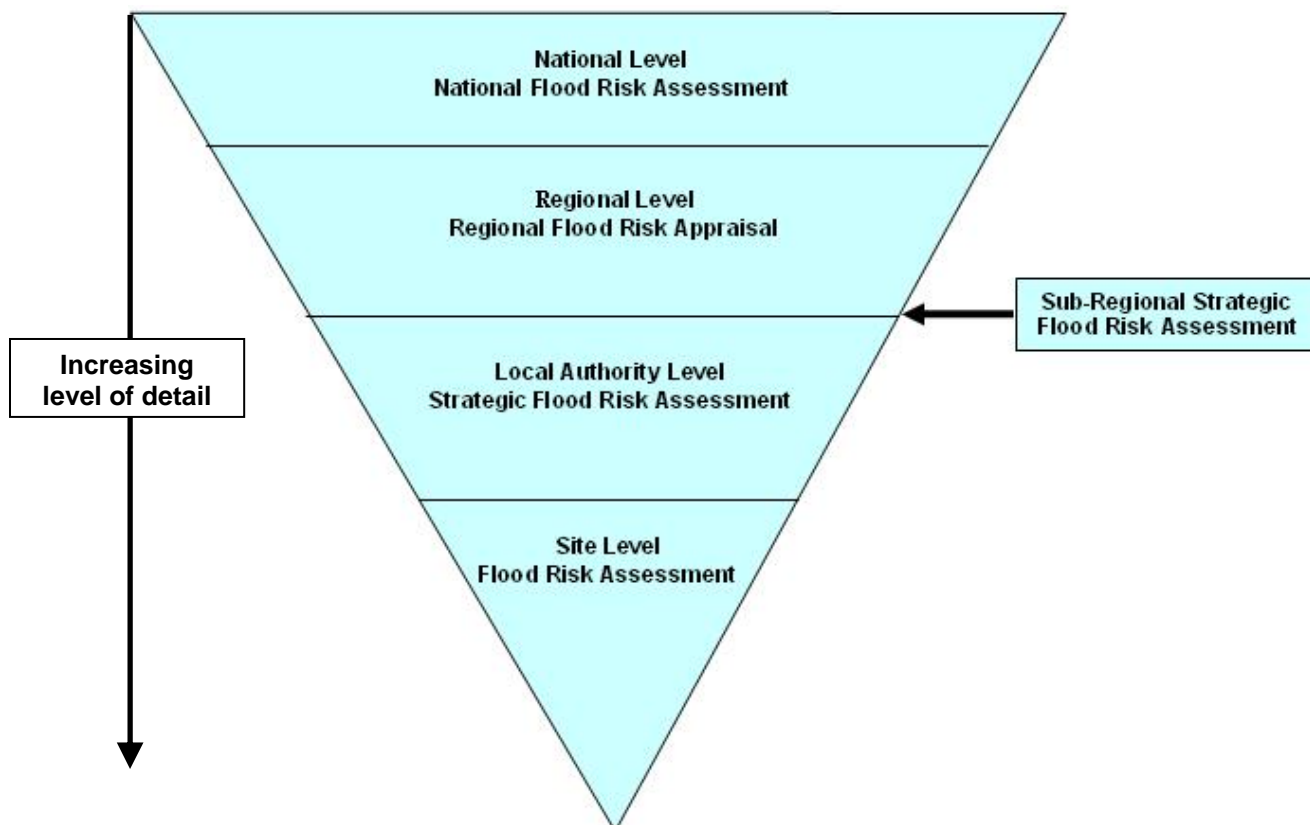 National Level
National Flood Risk Assessment
Regional Level
Regional Flood Risk Appraisal
Sub-Regional Strategic
Flood Risk Assessment
Increasing
level of detail
Local Authority Level
Strategic Flood Risk Assessment
Site Level
Flood Risk Assessment